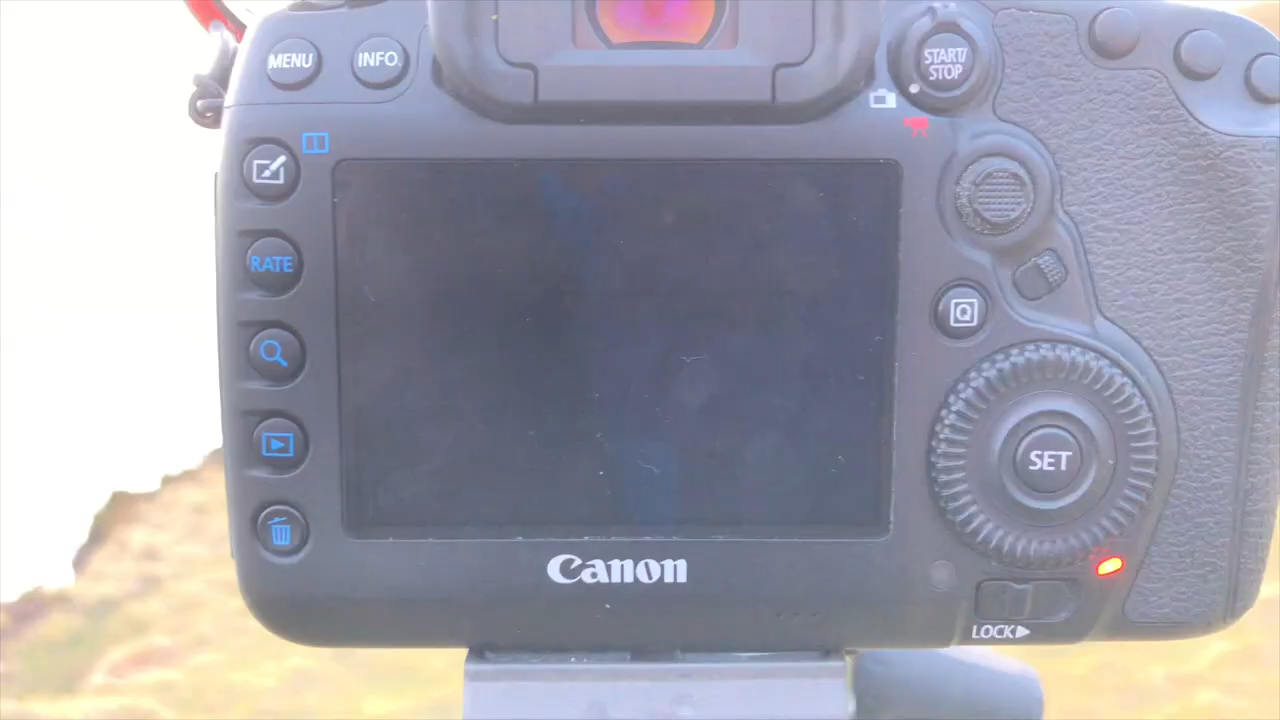 MENU
INFO.
START/
STOP
RATE
Q
SET
Canon
LOCK